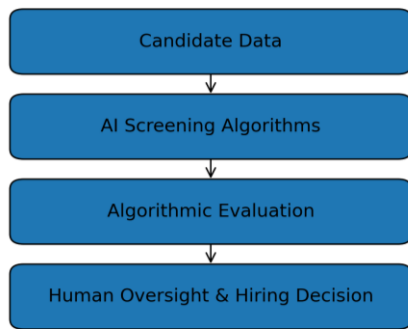 Candidate Data
AI Screening Algorithms
Algorithmic Evaluation
Human Oversight & Hiring Decision